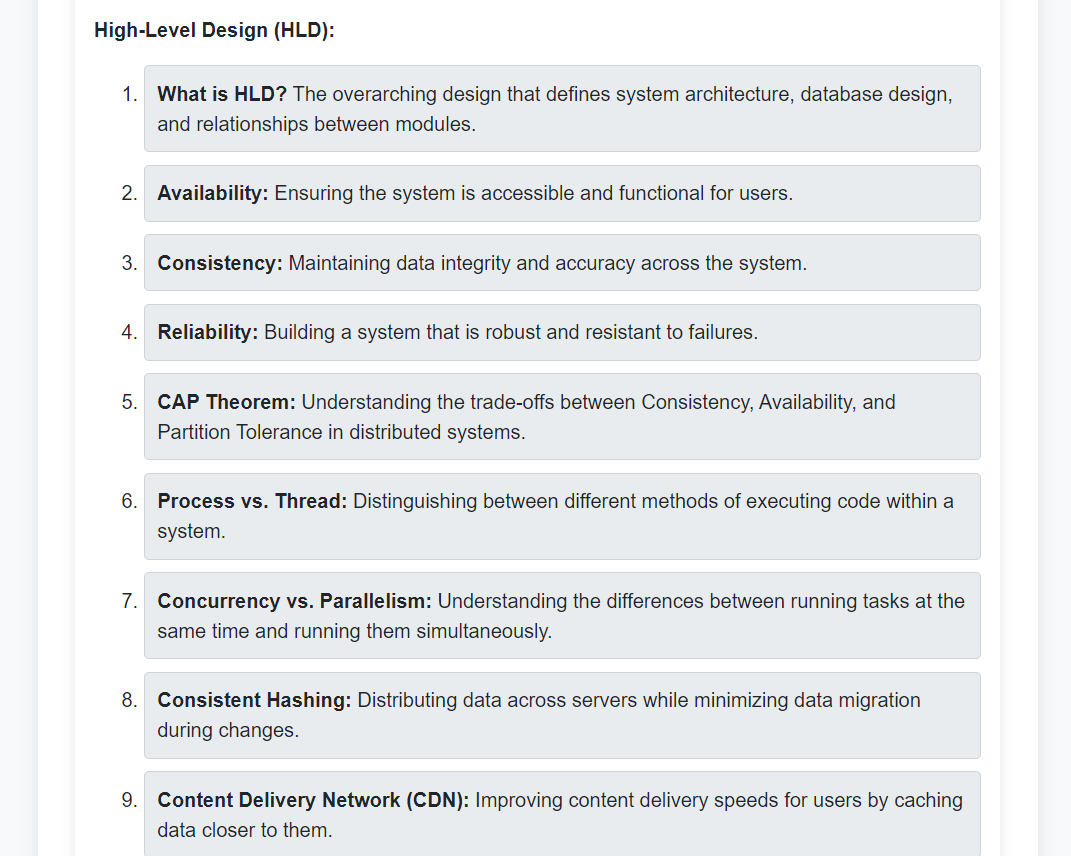 High-Level Design (HLD):
1. What is HLD? The overarching design that defines system architecture, database design,
and relationships between modules.
2. Availability: Ensuring the system is accessible and functional for users.
3. Consistency: Maintaining data integrity and accuracy across the system.
4. Reliability: Building a system that is robust and resistant to failures.
5. CAP Theorem: Understanding the trade-offs between Consistency, Availability, and
Partition Tolerance in distributed systems.
6. Process vs. Thread: Distinguishing between different methods of executing code within a
system.
7. Concurrency vs. Parallelism: Understanding the differences between running tasks at the
same time and running them simultaneously.
8. Consistent Hashing: Distributing data across servers while minimizing data migration
during changes.
9. Content Delivery Network (CDN): Improving content delivery speeds for users by caching
data closer to them.